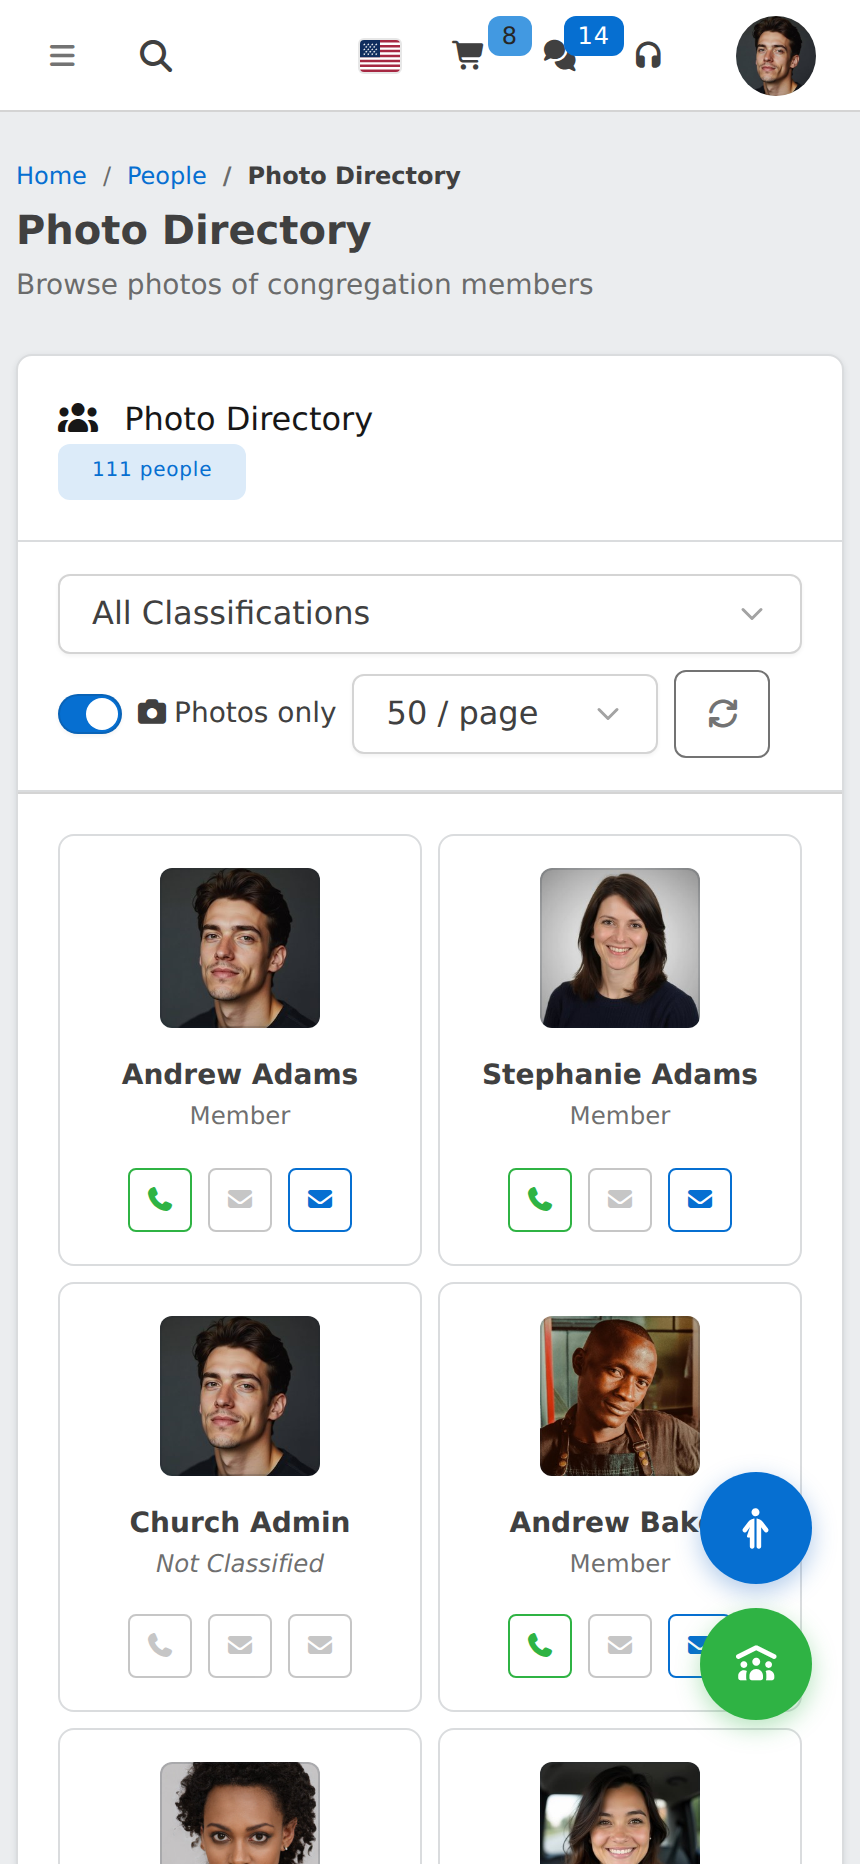 8
14
Home / People / Photo Directory
Photo Directory
Browse photos of congregation members
Photo Directory
111 people
All Classifications
Photos only
50 / page
Andrew Adams
Member
Stephanie Adams
Member
Church Admin
Not Classified
Andrew
Member